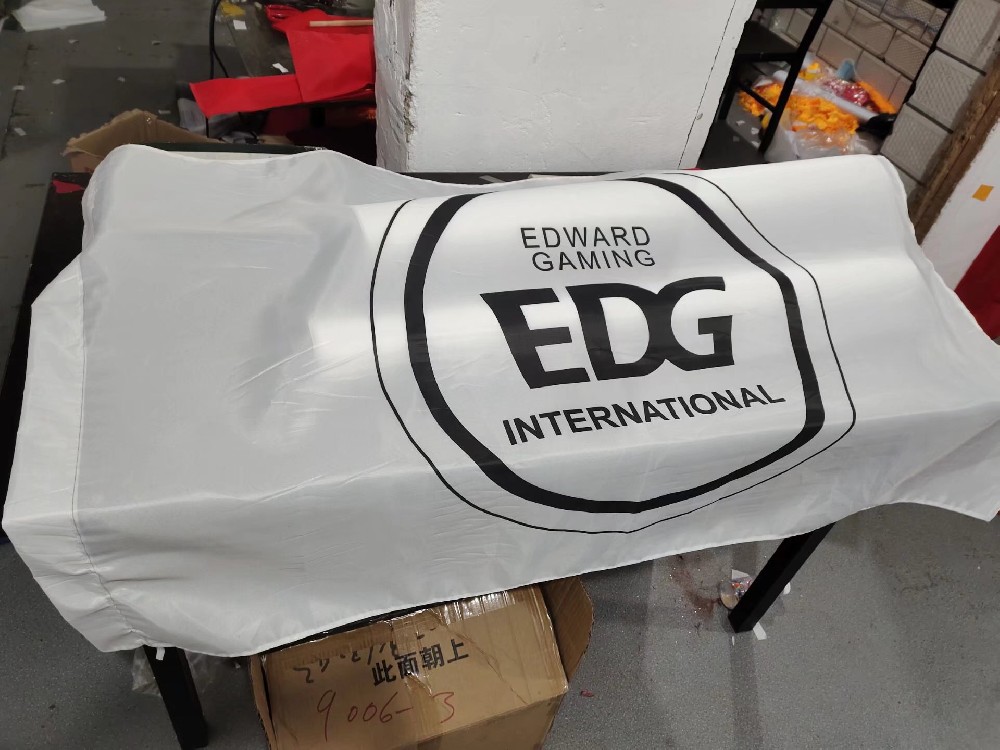 EDWARD
GAMING
EDG
INTERNATIONAL
此面朝上
9006-3